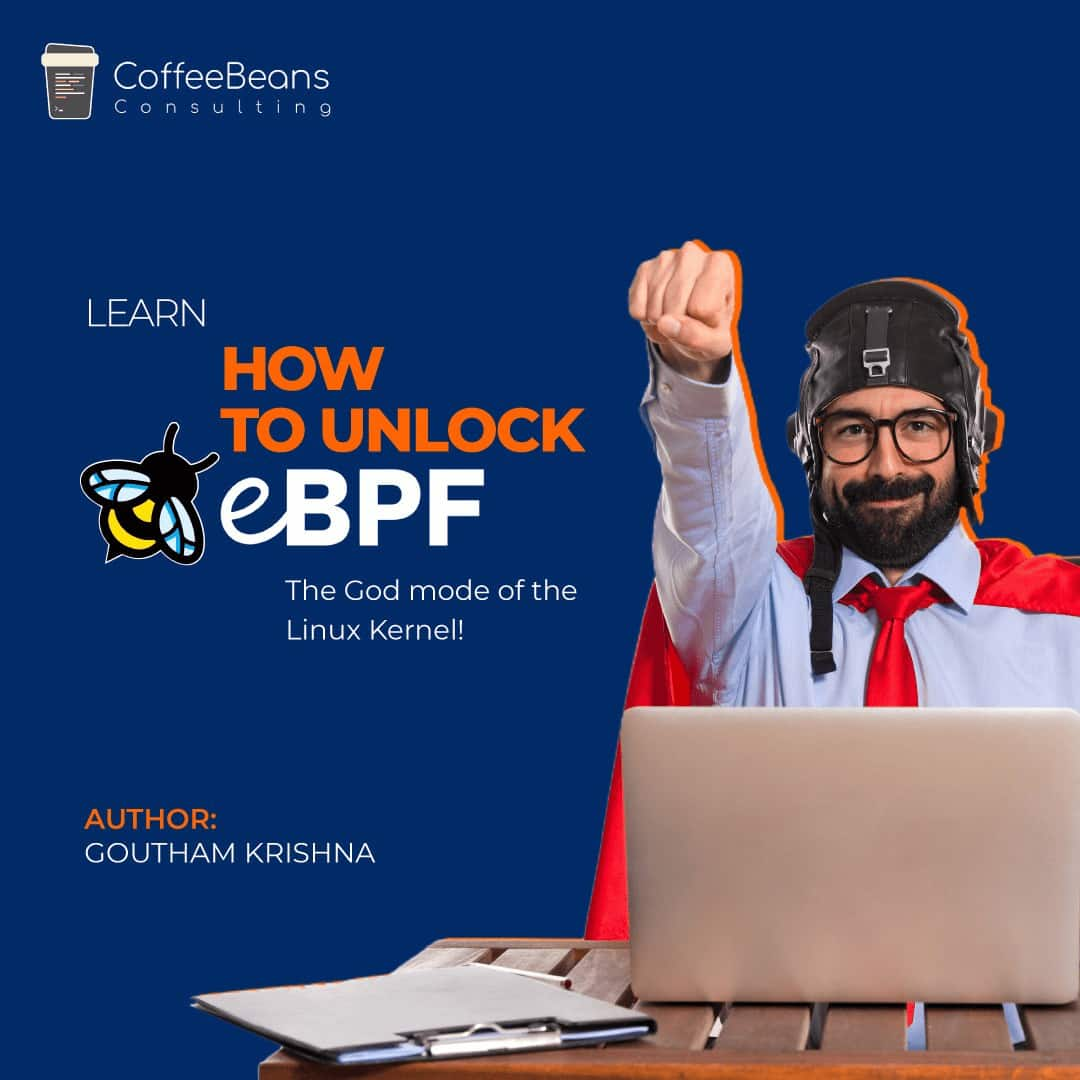 CoffeeBeans
Consulting
LEARN
HOW
TO UNLOCK
eBPF
The God mode of the
Linux Kernel!
AUTHOR:
GOUTHAM KRISHNA